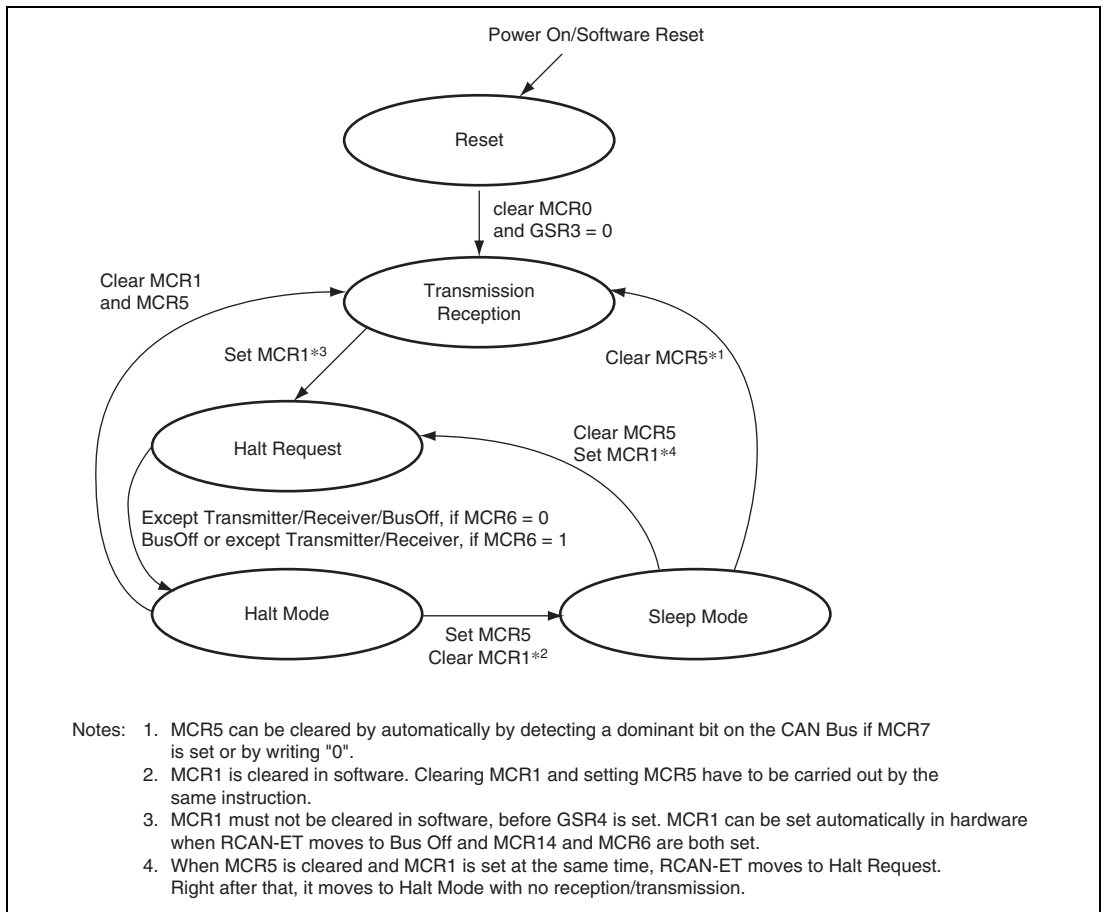 Power On/Software Reset
Reset
clear MCR0
and GSR3 = 0
Clear MCR1
and MCR5
Transmission
Reception
Set MCR1*3
Clear MCR5*1
Halt Request
Clear MCR5
Set MCR1*4
Except Transmitter/Receiver/BusOff, if MCR6 = 0
BusOff or except Transmitter/Receiver, if MCR6 = 1
Halt Mode
Sleep Mode
Set MCR5
Clear MCR1*2
Notes: 1. MCR5 can be cleared by automatically by detecting a dominant bit on the CAN Bus if MCR7
is set or by writing "0".
2. MCR1 is cleared in software. Clearing MCR1 and setting MCR5 have to be carried out by the
same instruction.
3. MCR1 must not be cleared in software, before GSR4 is set. MCR1 can be set automatically in hardware
when RCAN-ET moves to Bus Off and MCR14 and MCR6 are both set.
4. When MCR5 is cleared and MCR1 is set at the same time, RCAN-ET moves to Halt Request.
Right after that, it moves to Halt Mode with no reception/transmission.